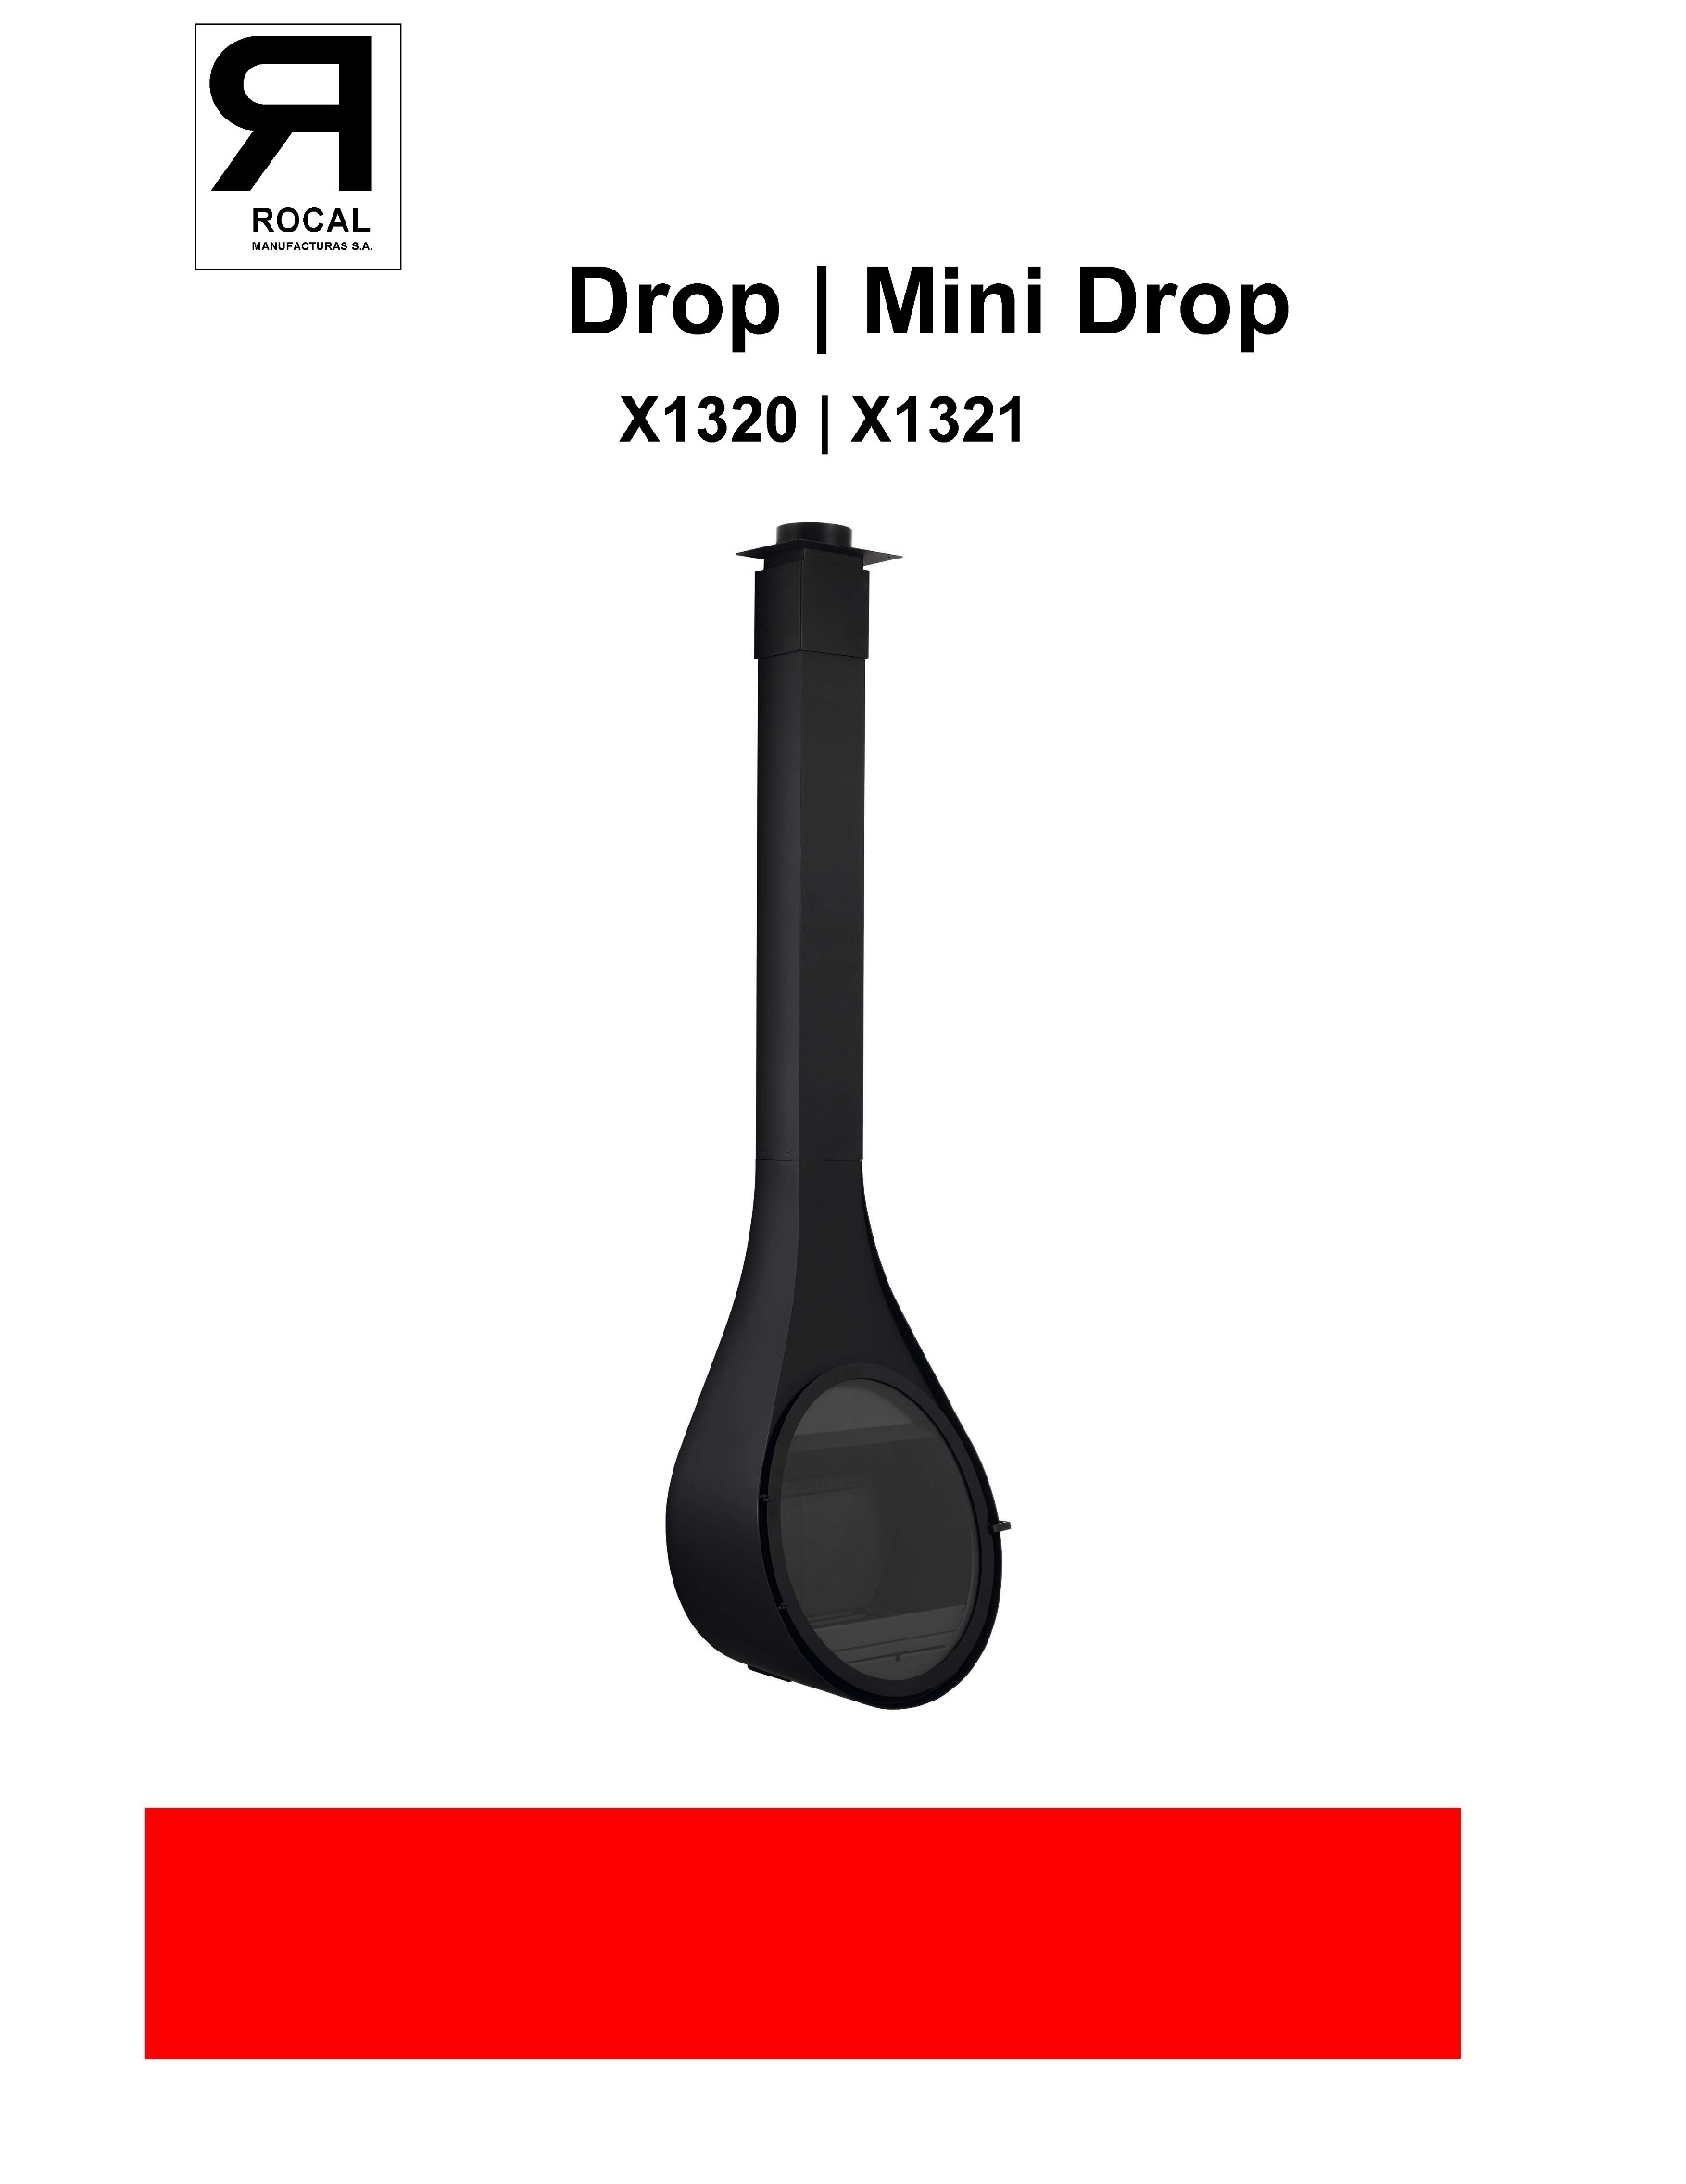 ROCAL
MANUFACTURAS S.A.
Drop | Mini Drop
X1320 | X1321